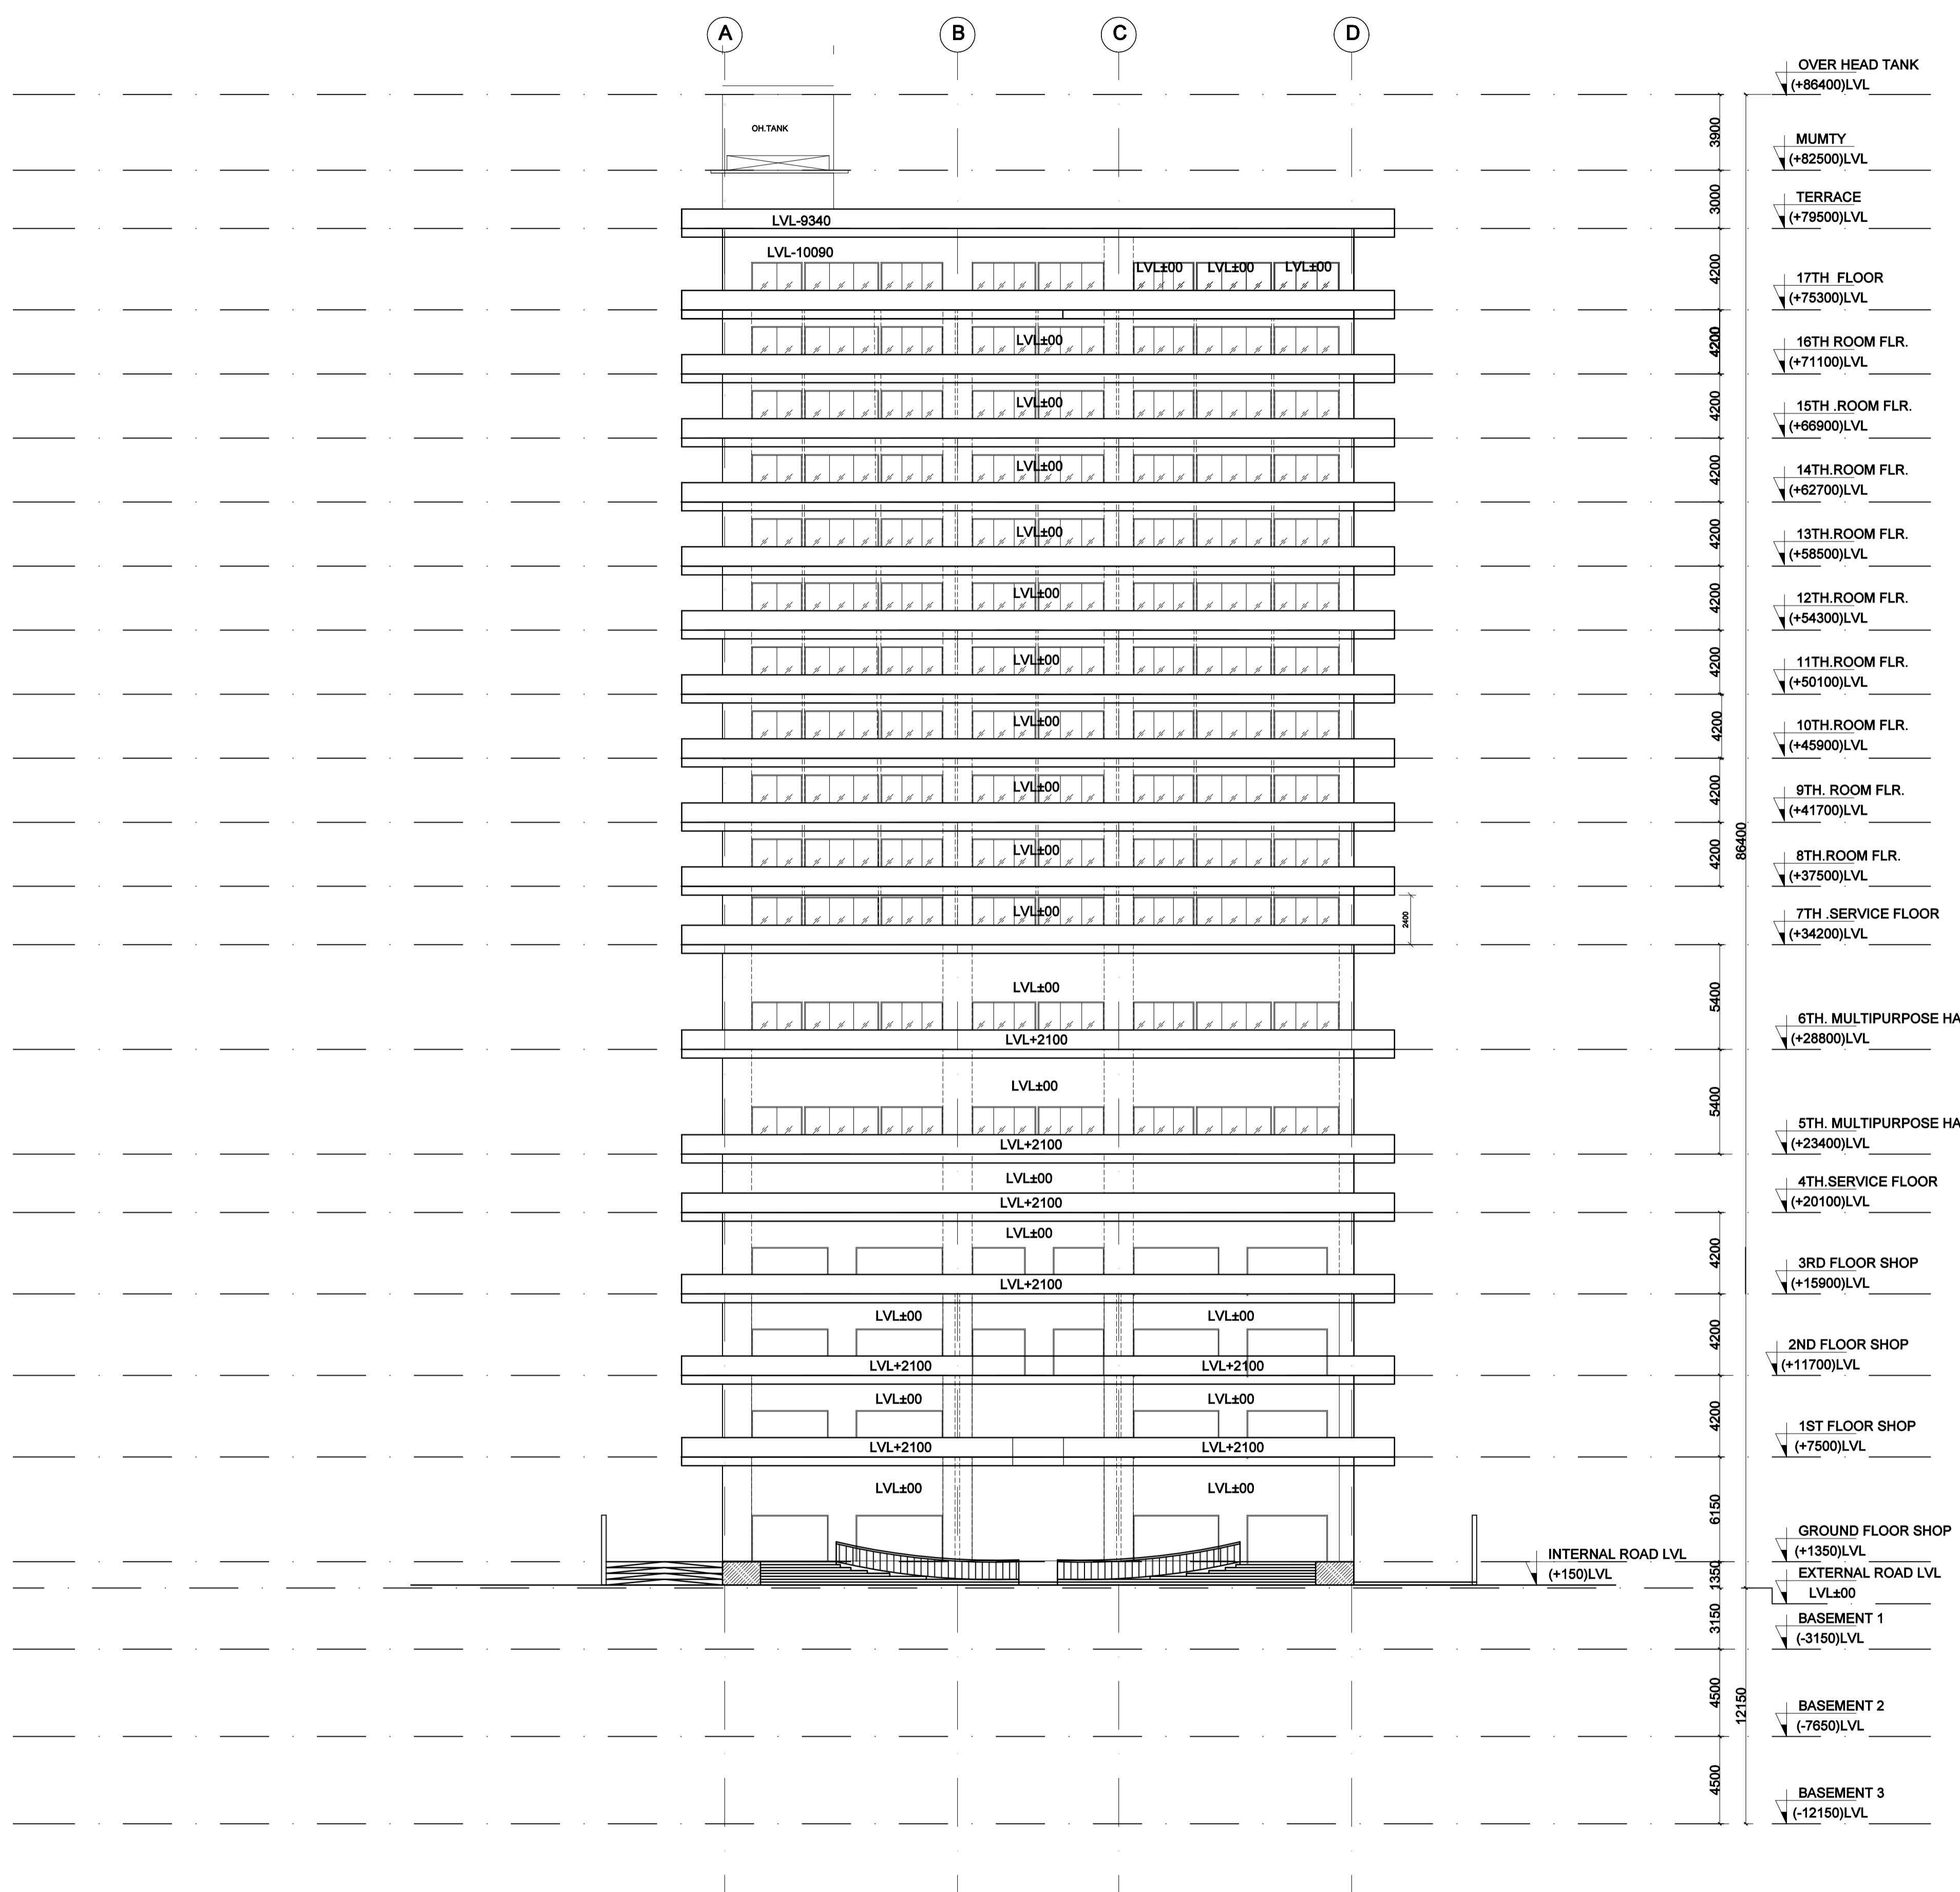 A B C D
OVER HEAD TANK
(+86400)LVL
3900
OH.TANK
MUMTY
(+82500)LVL
3000
TERRACE
(+79500)LVL
LVL-9340
LVL-10090
LVL±00 LVL±00 LVL±00
4200
17TH FLOOR
(+75300)LVL
LVL±00
4200
16TH ROOM FLR.
(+71100)LVL
LVL±00
4200
15TH .ROOM FLR.
(+66900)LVL
LVL±00
4200
14TH.ROOM FLR.
(+62700)LVL
LVL±00
4200
13TH.ROOM FLR.
(+58500)LVL
LVL±00
4200
12TH.ROOM FLR.
(+54300)LVL
LVL±00
4200
11TH.ROOM FLR.
(+50100)LVL
LVL±00
4200
10TH.ROOM FLR.
(+45900)LVL
LVL±00
4200
9TH. ROOM FLR.
(+41700)LVL
LVL±00
4200
86400
8TH.ROOM FLR.
(+37500)LVL
LVL±00
2400
7TH .SERVICE FLOOR
(+34200)LVL
LVL±00
5400
6TH. MULTIPURPOSE HA
(+28800)LVL
LVL+2100
LVL±00
5400
5TH. MULTIPURPOSE HA
(+23400)LVL
LVL+2100
LVL±00
4TH.SERVICE FLOOR
(+20100)LVL
LVL+2100
LVL±00
4200
3RD FLOOR SHOP
(+15900)LVL
LVL+2100
LVL±00 LVL±00
4200
2ND FLOOR SHOP
(+11700)LVL
LVL+2100 LVL+2100
LVL±00 LVL±00
4200
1ST FLOOR SHOP
(+7500)LVL
LVL+2100 LVL+2100
LVL±00 LVL±00
6150
GROUND FLOOR SHOP
(+1350)LVL
INTERNAL ROAD LVL
(+150)LVL
1350
EXTERNAL ROAD LVL
LVL±00
3150
BASEMENT 1
(-3150)LVL
4500
12150
BASEMENT 2
(-7650)LVL
4500
BASEMENT 3
(-12150)LVL